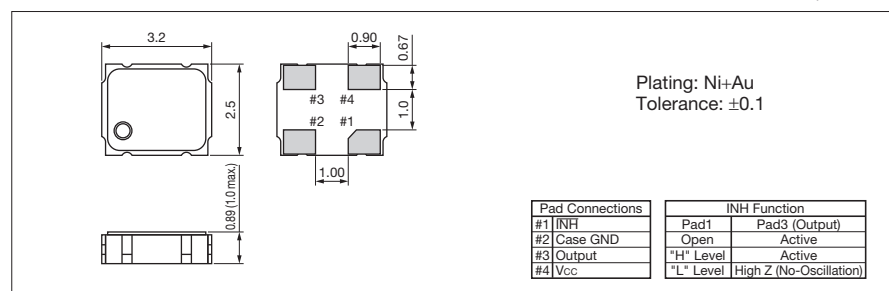 3.2
2.5
0.89 (1.0 max.)
0.90
0.67
1.0
1.00
#3 #4
#2 #1
Plating: Ni+Au
Tolerance: ±0.1
Pad Connections
#1 I̅N̅H̅
#2 Case GND
#3 Output
#4 Vcc
INH Function
Pad1 Pad3 (Output)
Open Active
"H" Level Active
"L" Level High Z (No-Oscillation)